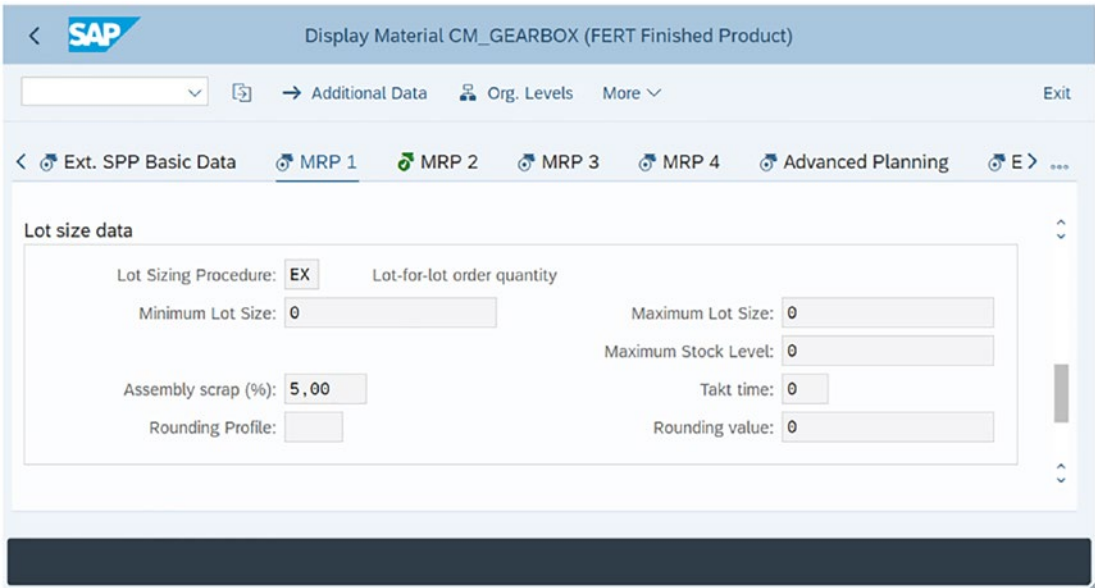 SAP Display Material CM_GEARBOX (FERT Finished Product)
Additional Data Org. Levels More Exit
Ext. SPP Basic Data MRP 1 MRP 2 MRP 3 MRP 4 Advanced Planning E ...
Lot size data
Lot Sizing Procedure: EX Lot-for-lot order quantity
Minimum Lot Size: 0 Maximum Lot Size: 0
Maximum Stock Level: 0
Assembly scrap (%): 5,00 Takt time: 0
Rounding Profile: Rounding value: 0